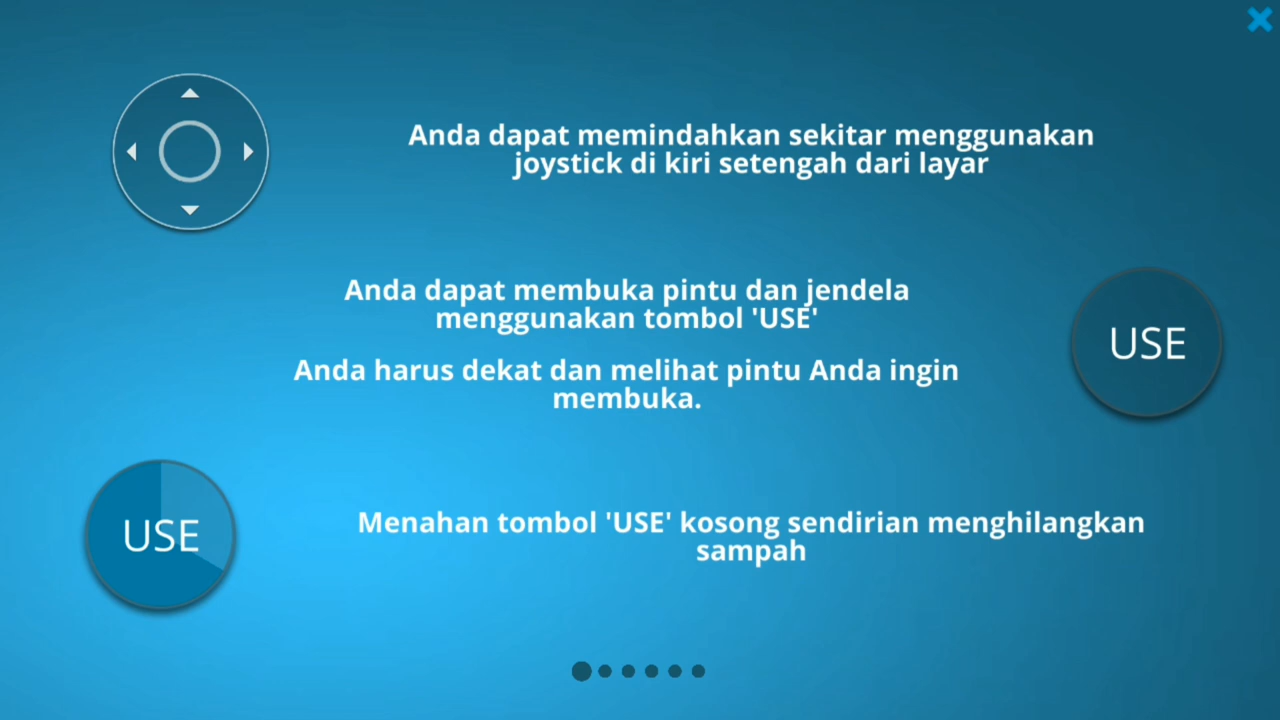 Anda dapat memindahkan sekitar menggunakan
joystick di kiri setengah dari layar
Anda dapat membuka pintu dan jendela
menggunakan tombol 'USE'
Anda harus dekat dan melihat pintu Anda ingin
membuka.
USE
USE
Menahan tombol 'USE' kosong sendirian menghilangkan
sampah